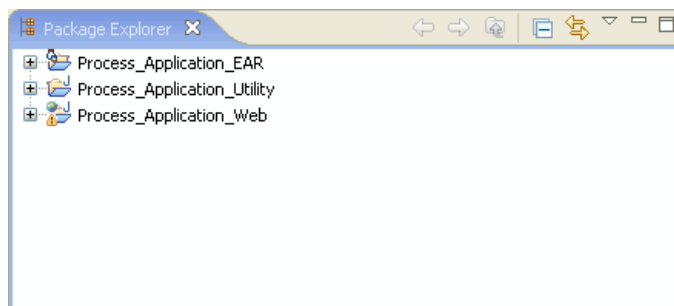 Package Explorer
Process_Application_EAR
Process_Application_Utility
Process_Application_Web